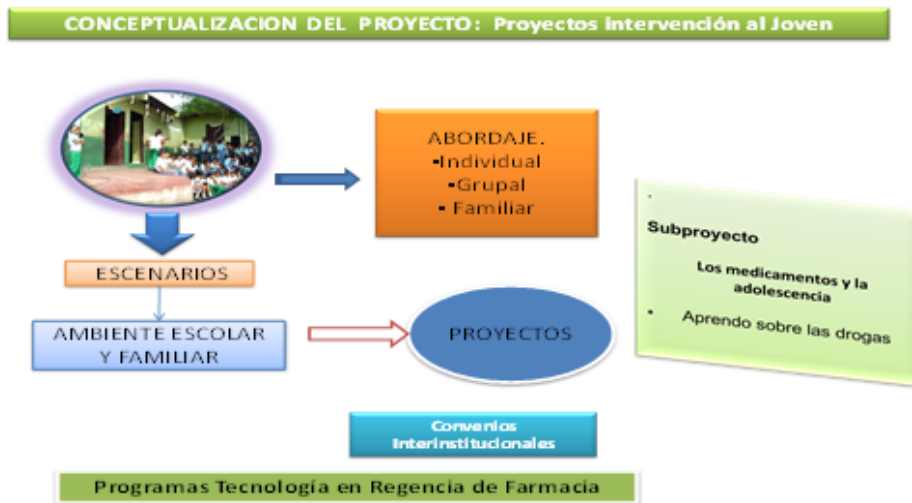 CONCEPTUALIZACION DEL PROYECTO: Proyectos Intervención al Joven
ABORDAJE.
▪Individual
▪Grupal
▪ Familiar
.
Subproyecto
Los medicamentos y la
adolescencia
• Aprendo sobre las drogas
ESCENARIOS
AMBIENTE ESCOLAR
Y FAMILIAR
PROYECTOS
Convenios
Interinstitucionales
Programas Tecnología en Regencia de Farmacia